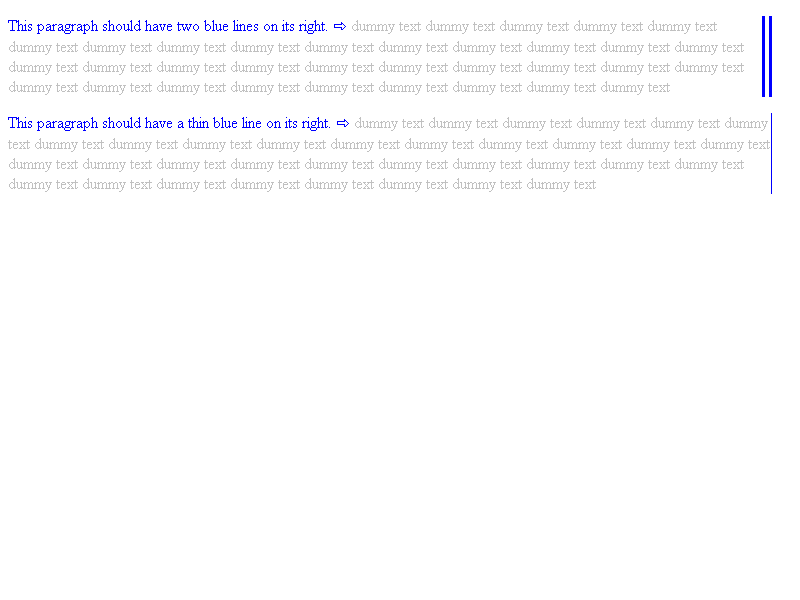 This paragraph should have two blue lines on its right. ⇨ dummy text dummy text dummy text dummy text dummy text
dummy text dummy text dummy text dummy text dummy text dummy text dummy text dummy text dummy text dummy text
dummy text dummy text dummy text dummy text dummy text dummy text dummy text dummy text dummy text dummy text
dummy text dummy text dummy text dummy text dummy text dummy text dummy text dummy text dummy text
This paragraph should have a thin blue line on its right. ⇨ dummy text dummy text dummy text dummy text dummy text dummy
text dummy text dummy text dummy text dummy text dummy text dummy text dummy text dummy text dummy text dummy text
dummy text dummy text dummy text dummy text dummy text dummy text dummy text dummy text dummy text dummy text
dummy text dummy text dummy text dummy text dummy text dummy text dummy text dummy text